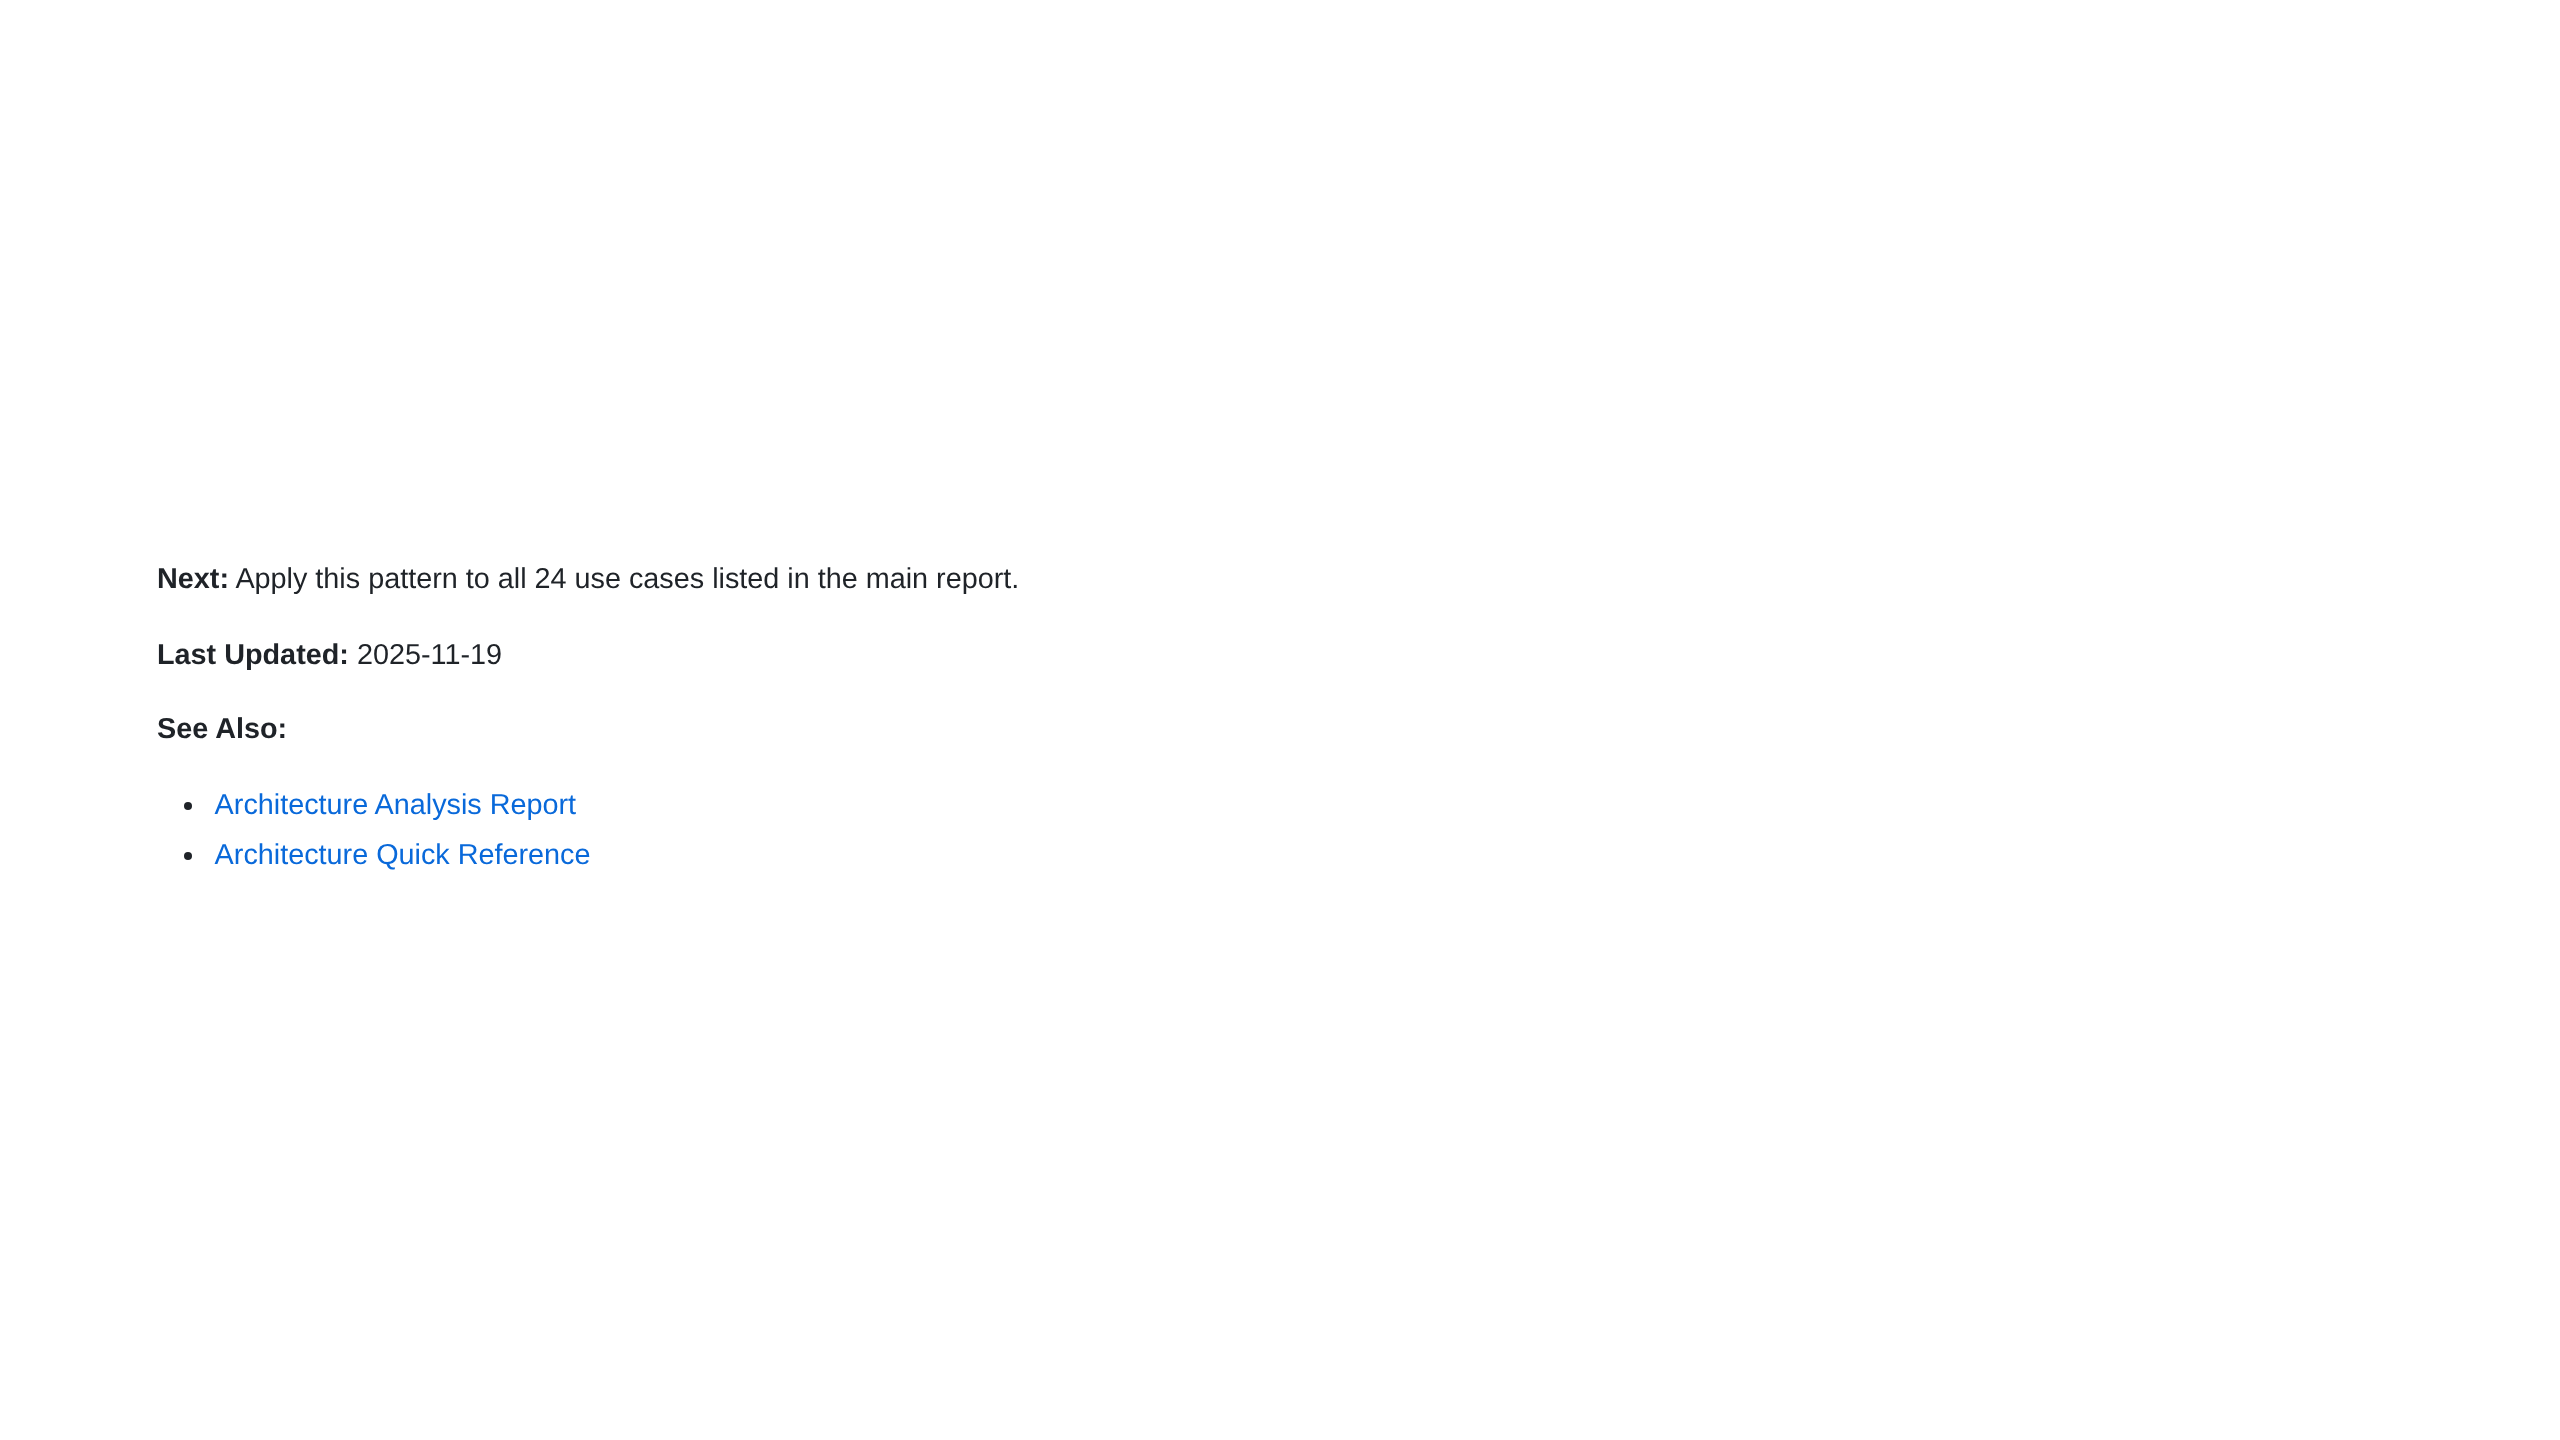 Next: Apply this pattern to all 24 use cases listed in the main report.
Last Updated: 2025-11-19
See Also:
Architecture Analysis Report
Architecture Quick Reference